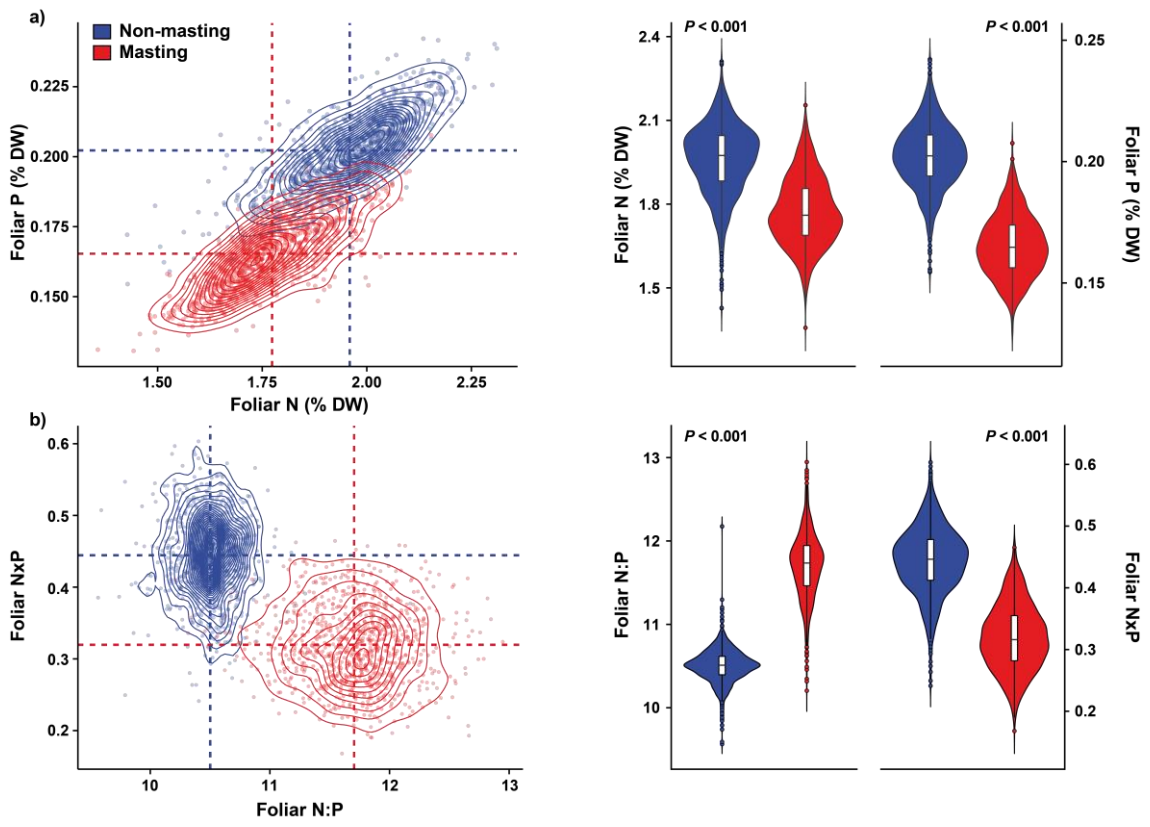 a)
Non-masting
Masting
Foliar P (% DW)
0.225
0.200
0.175
0.150
1.50
1.75
2.00
2.25
Foliar N (% DW)
P < 0.001
P < 0.001
Foliar N (% DW)
2.4
2.1
1.8
1.5
0.25
0.20
0.15
Foliar P (% DW)
b)
Foliar NxP
0.6
0.5
0.4
0.3
0.2
10
11
12
13
Foliar N:P
P < 0.001
P < 0.001
Foliar N:P
13
12
11
10
0.6
0.5
0.4
0.3
0.2
Foliar NxP